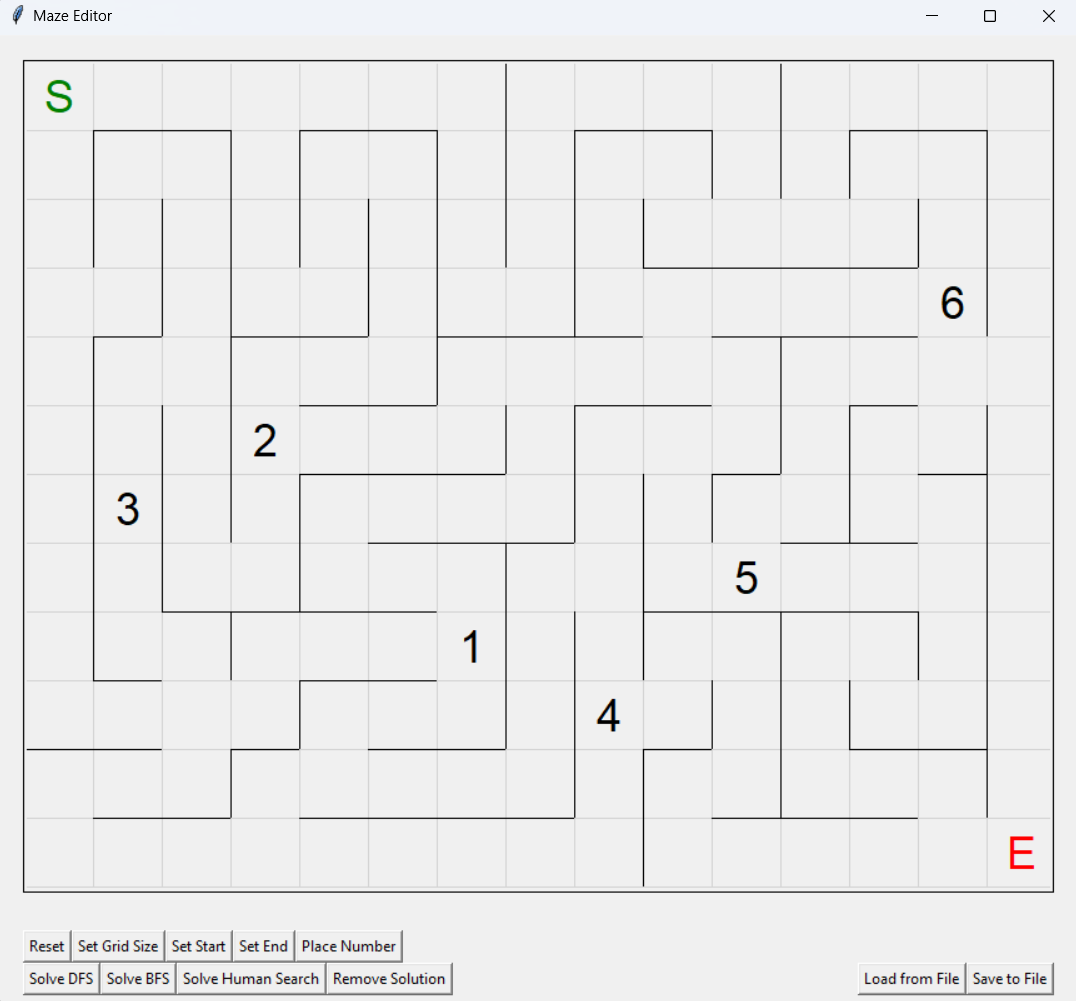 Maze Editor
S
6
2
3
5
1
4
E
Reset Set Grid Size Set Start Set End Place Number
Solve DFS Solve BFS Solve Human Search Remove Solution Load from File Save to File